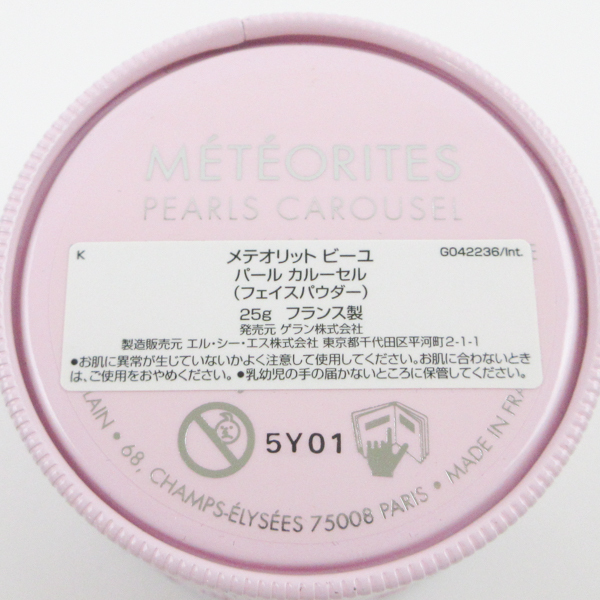 MÉTÉORITES
PEARLS CAROUSEL
K
G042236/Int.
メテオリット ビーユ
パール カルーセル
(フェイスパウダー)
25g フランス製
発売元 ゲラン株式会社
製造販売元 エル・シー・エス株式会社 東京都千代田区平河町2-1-1
●お肌に異常が生じていないかよく注意して使用してください。お肌に合わないとき
は、ご使用をおやめください。●乳幼児の手の届かないところに保管してください。
5Y01
• 68, CHAMPS-ÉLYSÉES 75008 PARIS • MADE IN